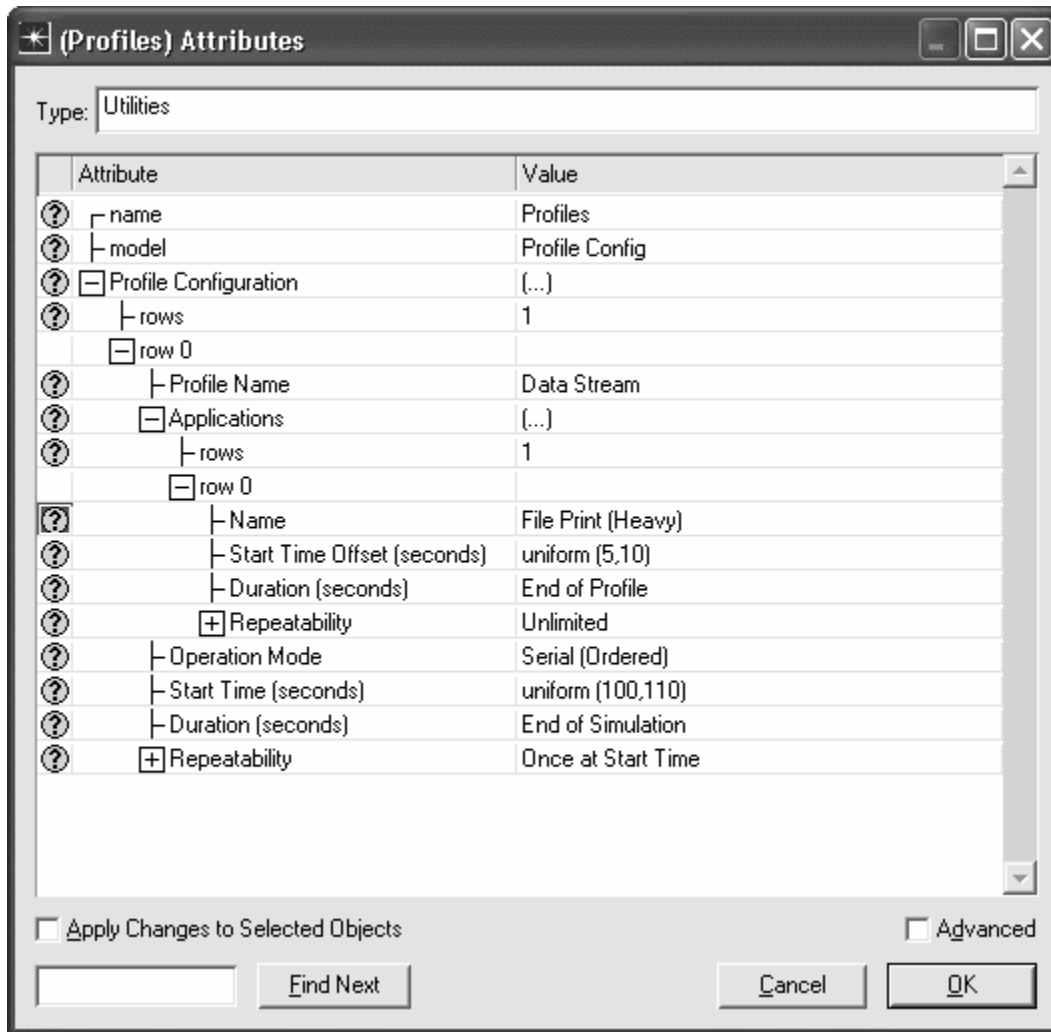 (Profiles) Attributes
Type: Utilities
Attribute Value
name Profiles
model Profile Config
Profile Configuration (...)
rows 1
row 0
Profile Name Data Stream
Applications (...)
rows 1
row 0
Name File Print (Heavy)
Start Time Offset (seconds) uniform (5,10)
Duration (seconds) End of Profile
Repeatability Unlimited
Operation Mode Serial (Ordered)
Start Time (seconds) uniform (100,110)
Duration (seconds) End of Simulation
Repeatability Once at Start Time
Apply Changes to Selected Objects Advanced
Find Next Cancel OK